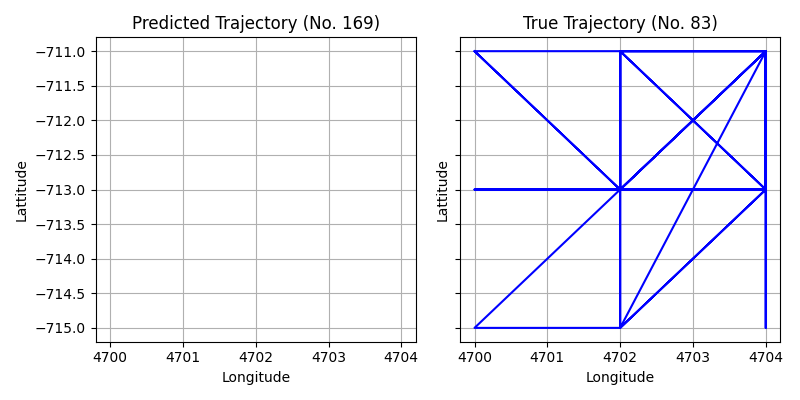 Predicted Trajectory (No. 169)
True Trajectory (No. 83)
−711.0
−711.5
−712.0
−712.5
−713.0
−713.5
−714.0
−714.5
−715.0
Lattitude
Lattitude
4700 4701 4702 4703 4704
4700 4701 4702 4703 4704
Longitude
Longitude